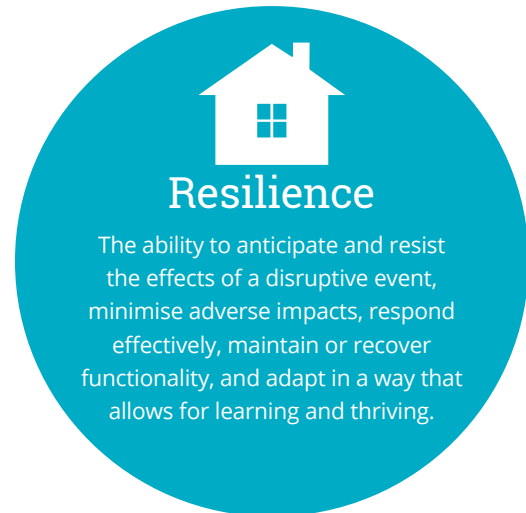 Resilience
The ability to anticipate and resist
the effects of a disruptive event,
minimise adverse impacts, respond
effectively, maintain or recover
functionality, and adapt in a way that
allows for learning and thriving.